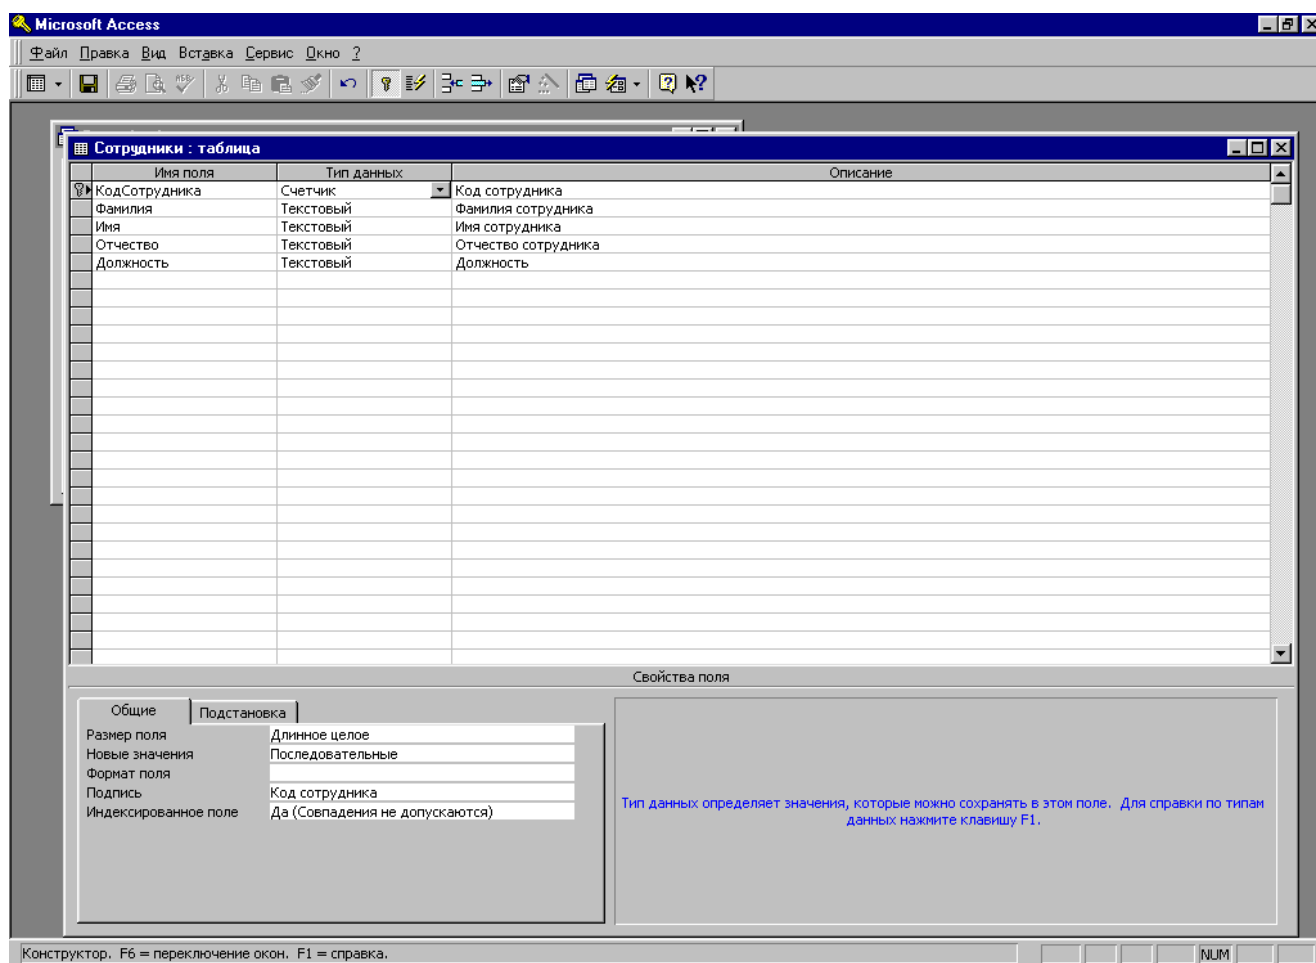 Microsoft Access
Файл Правка Вид Вставка Сервис Окно ?
Сотрудники : таблица
Имя поля Тип данных Описание
КодСотрудника Счетчик Код сотрудника
Фамилия Текстовый Фамилия сотрудника
Имя Текстовый Имя сотрудника
Отчество Текстовый Отчество сотрудника
Должность Текстовый Должность
Свойства поля
Общие Подстановка
Размер поля Длинное целое
Новые значения Последовательные
Формат поля
Подпись Код сотрудника
Индексированное поле Да (Совпадения не допускаются)
Тип данных определяет значения, которые можно сохранять в этом поле. Для справки по типам
данных нажмите клавишу F1.
Конструктор. F6 = переключение окон. F1 = справка.
NUM